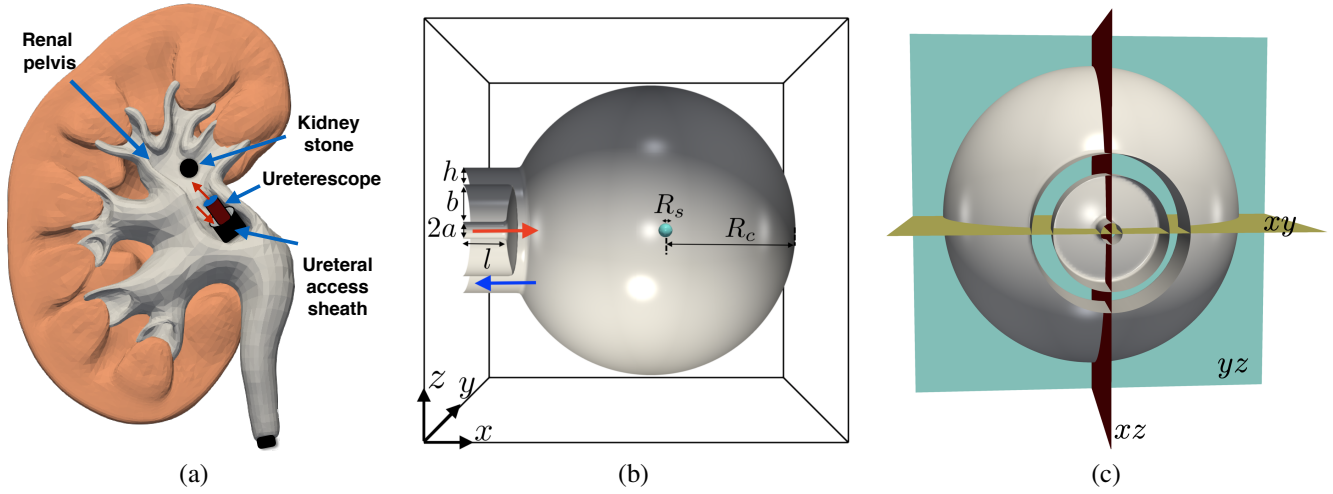 Renal
pelvis
Kidney
stone
Ureterescope
Ureteral
access
sheath
(a)
h
b
2a
l
R_s
R_c
z
y
x
(b)
xy
yz
xz
(c)